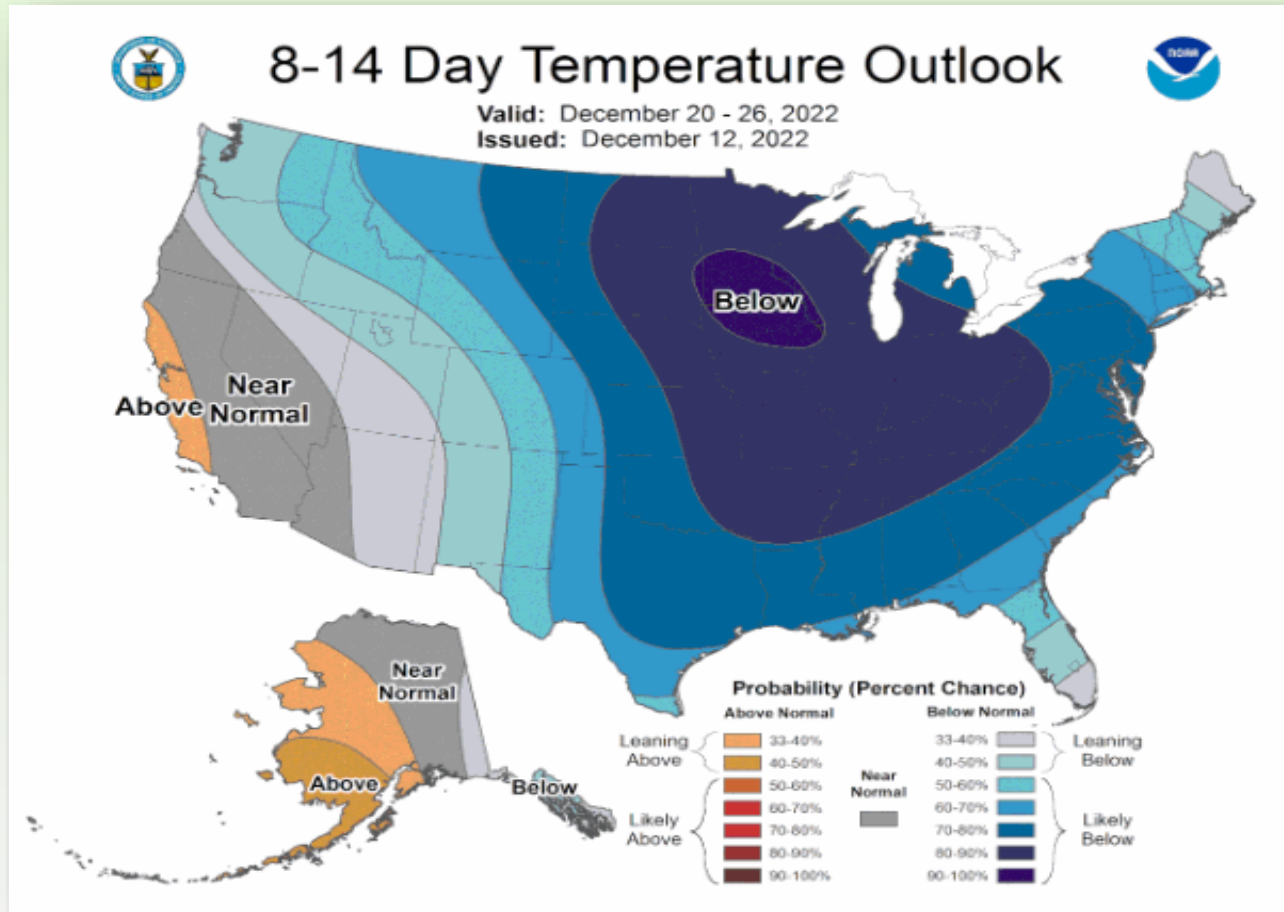 8-14 Day Temperature Outlook
NOAA
Valid: December 20 - 26, 2022
Issued: December 12, 2022
Below
Above
Near
Normal
Near
Normal
Above
Below
Probability (Percent Chance)
Above Normal
Below Normal
Leaning
Above
33-40%
40-50%
Likely
Above
50-60%
60-70%
70-80%
80-90%
90-100%
Near
Normal
33-40%
40-50%
Leaning
Below
50-60%
60-70%
70-80%
80-90%
90-100%
Likely
Below